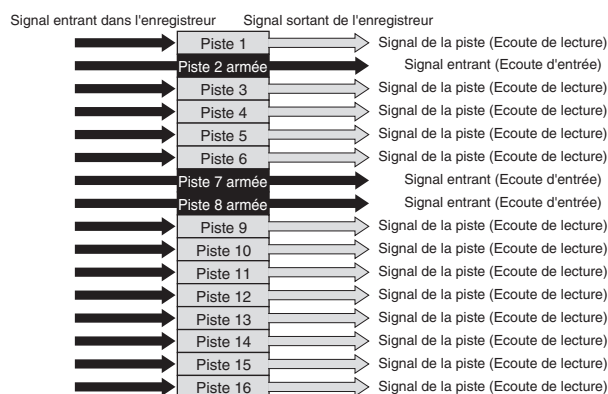 Signal entrant dans l'enregistreur Signal sortant de l'enregistreur
Piste 1 Signal de la piste (Ecoute de lecture)
Piste 2 armée Signal entrant (Ecoute d'entrée)
Piste 3 Signal de la piste (Ecoute de lecture)
Piste 4 Signal de la piste (Ecoute de lecture)
Piste 5 Signal de la piste (Ecoute de lecture)
Piste 6 Signal de la piste (Ecoute de lecture)
Piste 7 armée Signal entrant (Ecoute d'entrée)
Piste 8 armée Signal entrant (Ecoute d'entrée)
Piste 9 Signal de la piste (Ecoute de lecture)
Piste 10 Signal de la piste (Ecoute de lecture)
Piste 11 Signal de la piste (Ecoute de lecture)
Piste 12 Signal de la piste (Ecoute de lecture)
Piste 13 Signal de la piste (Ecoute de lecture)
Piste 14 Signal de la piste (Ecoute de lecture)
Piste 15 Signal de la piste (Ecoute de lecture)
Piste 16 Signal de la piste (Ecoute de lecture)